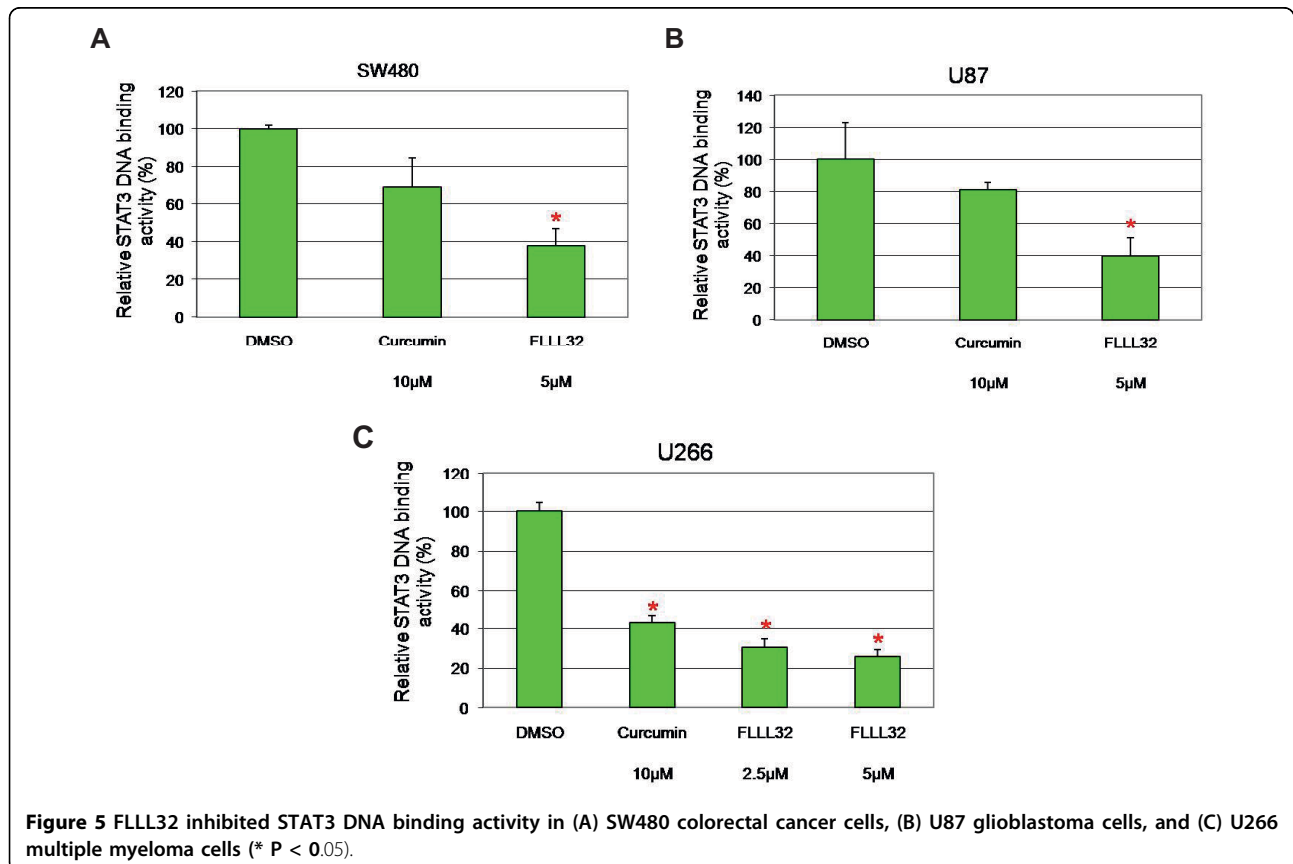 A
SW480
Relative STAT3 DNA binding
activity (%)
120
100
80
60
40
20
0
*
DMSO Curcumin FLLL32
10µM 5µM
B
U87
Relative STAT3 DNA binding
activity (%)
140
120
100
80
60
40
20
0
*
DMSO Curcumin FLLL32
10µM 5µM
C
U266
Relative STAT3 DNA binding
activity (%)
120
100
80
60
40
20
0
* * *
DMSO Curcumin FLLL32 FLLL32
10µM 2.5µM 5µM
Figure 5 FLLL32 inhibited STAT3 DNA binding activity in (A) SW480 colorectal cancer cells, (B) U87 glioblastoma cells, and (C) U266
multiple myeloma cells (* P < 0.05).